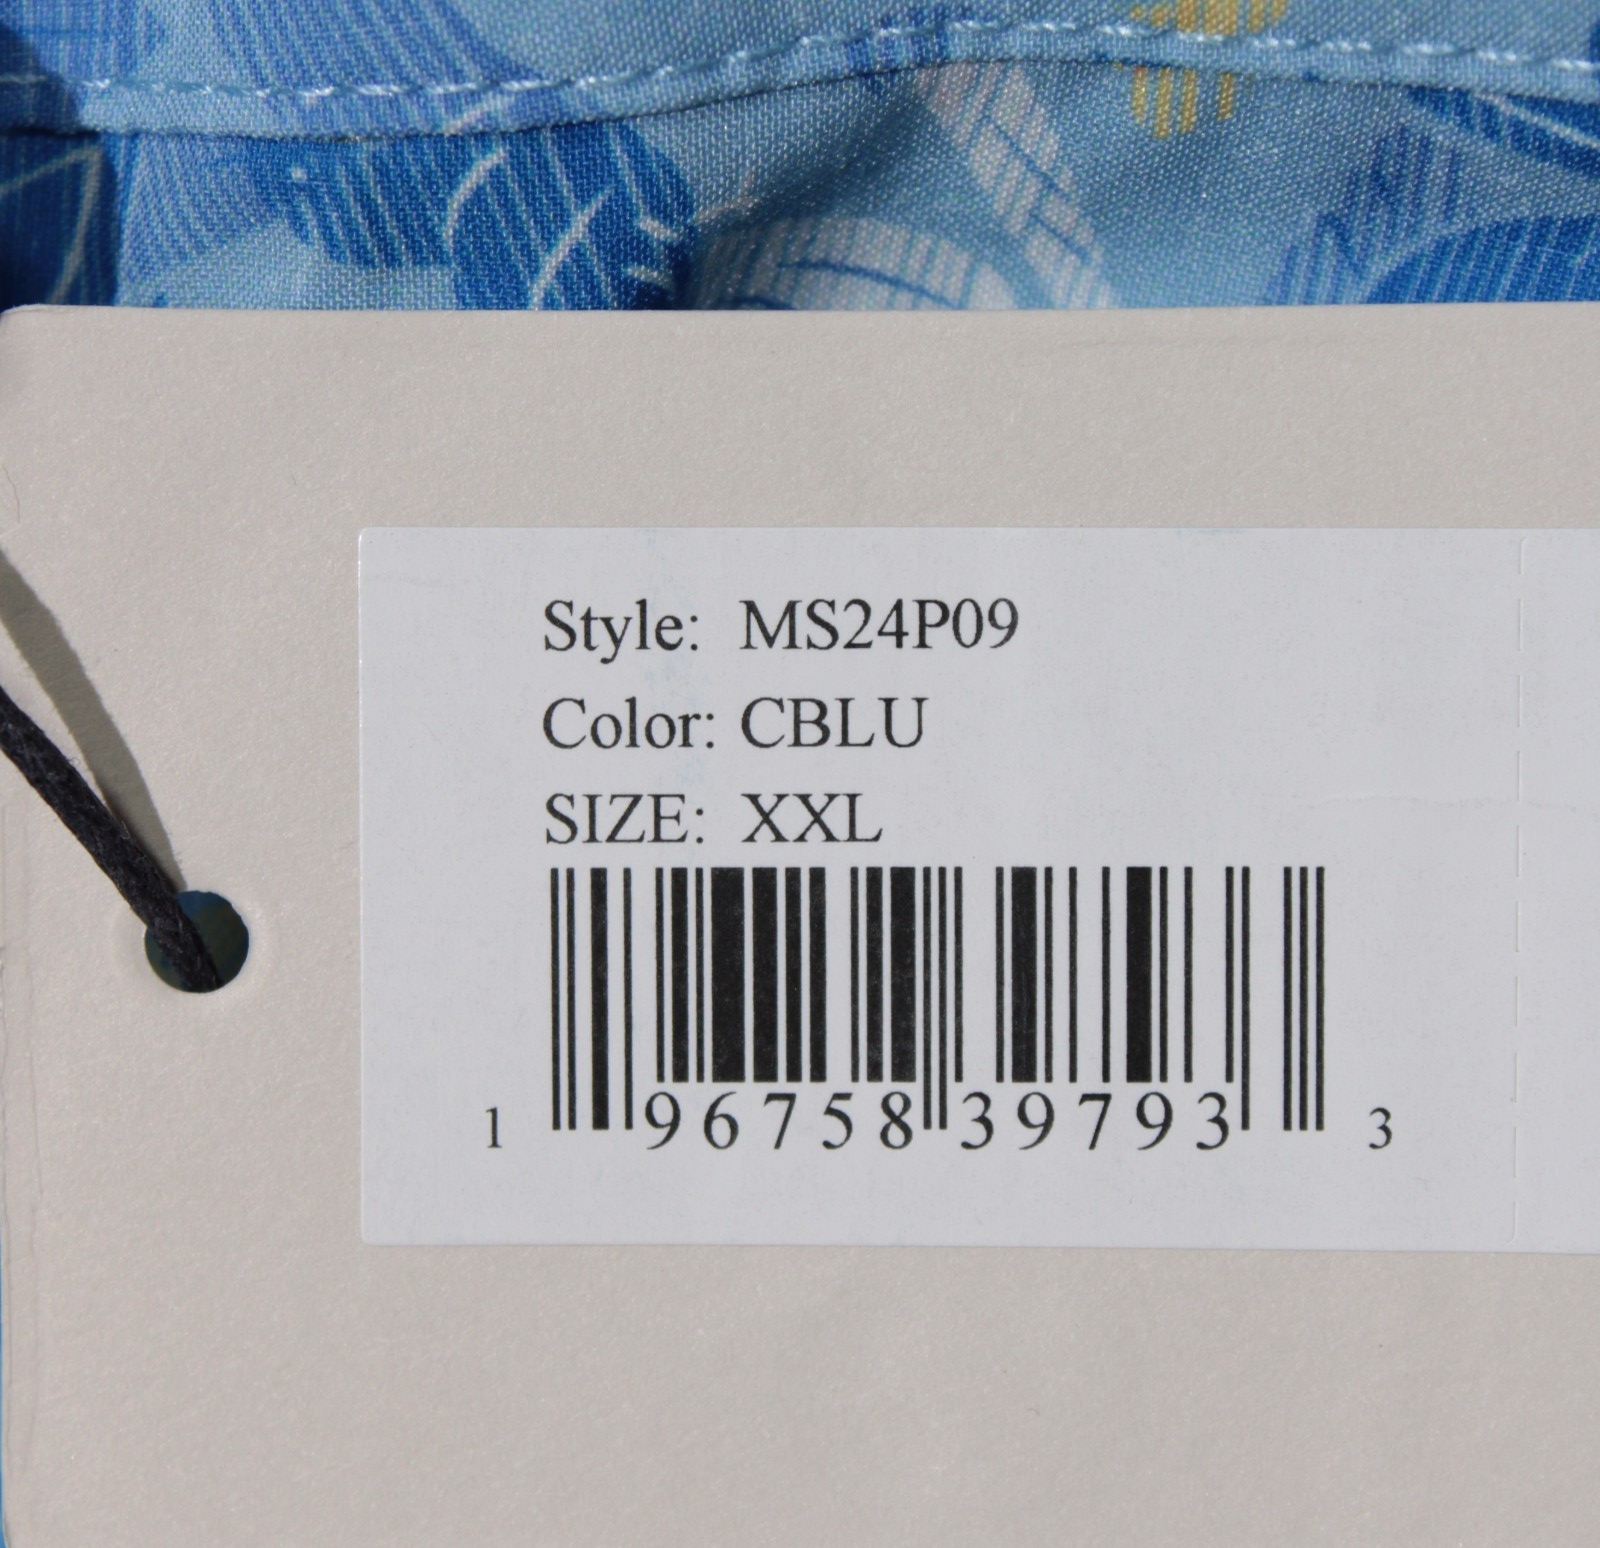 Style: MS24P09
Color: CBLU
SIZE: XXL
1 96758 39793 3